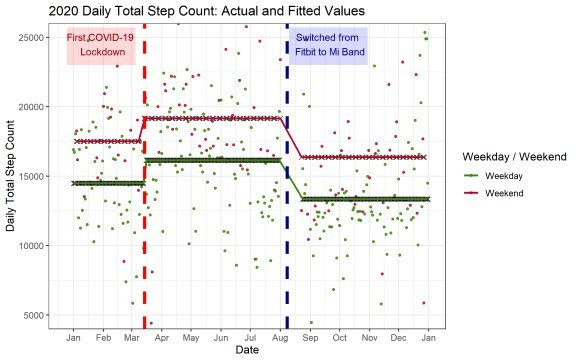 2020 Daily Total Step Count: Actual and Fitted Values
First COVID-19
Lockdown
Switched from
Fitbit to Mi Band
Daily Total Step Count
20000
15000
10000
5000
Jan Feb Mar Apr May Jun Jul Aug Sep Oct Nov Dec Jan
Date
Weekday / Weekend
Weekday
Weekend